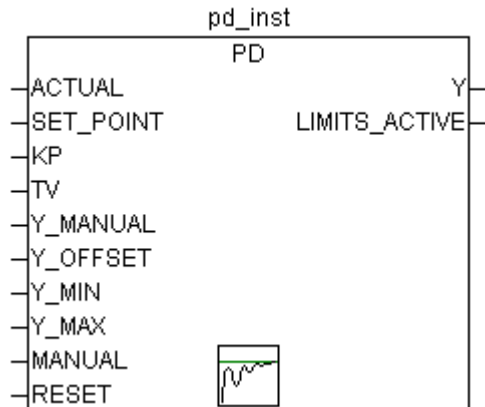 pd_inst
PD
ACTUAL Y
SET_POINT LIMITS_ACTIVE
KP
TV
Y_MANUAL
Y_OFFSET
Y_MIN
Y_MAX
MANUAL
RESET